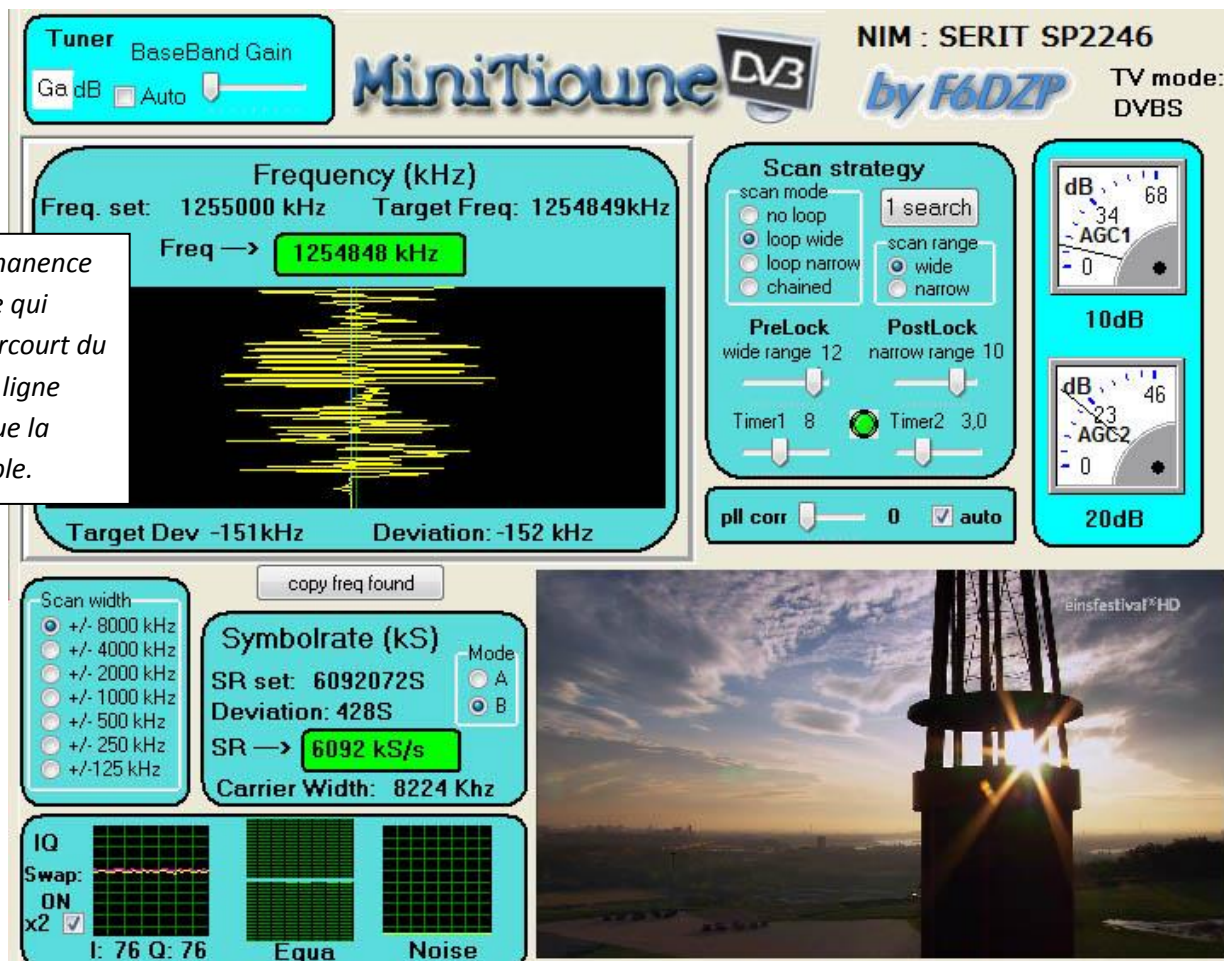 Tuner
BaseBand Gain
Ga dB Auto
MiniTioune DVB
NIM : SERIT SP2246
by F6DZP
TV mode:
DVBS
Frequency (kHz)
Freq. set: 1255000 kHz Target Freq: 1254849kHz
Freq —> 1254848 kHz
manence
e qui
rcourt du
ligne
ue la
ble.
Target Dev -151kHz Deviation: -152 kHz
Scan strategy
scan mode
no loop
loop wide
loop narrow
chained
1 search
scan range
wide
narrow
PreLock PostLock
wide range 12 narrow range 10
Timer1 8 Timer2 3,0
pll corr 0 auto
dB 68
34
AGC1
0
10dB
dB 46
23
AGC2
0
20dB
copy freq found
Scan width
+/- 8000 kHz
+/- 4000 kHz
+/- 2000 kHz
+/- 1000 kHz
+/- 500 kHz
+/- 250 kHz
+/-125 kHz
Symbolrate (kS)
SR set: 6092072S
Deviation: 428S
SR —> 6092 kS/s
Carrier Width: 8224 Khz
Mode
A
B
einsfestival HD
IQ
Swap:
ON
x2
I: 76 Q: 76
Equa
Noise